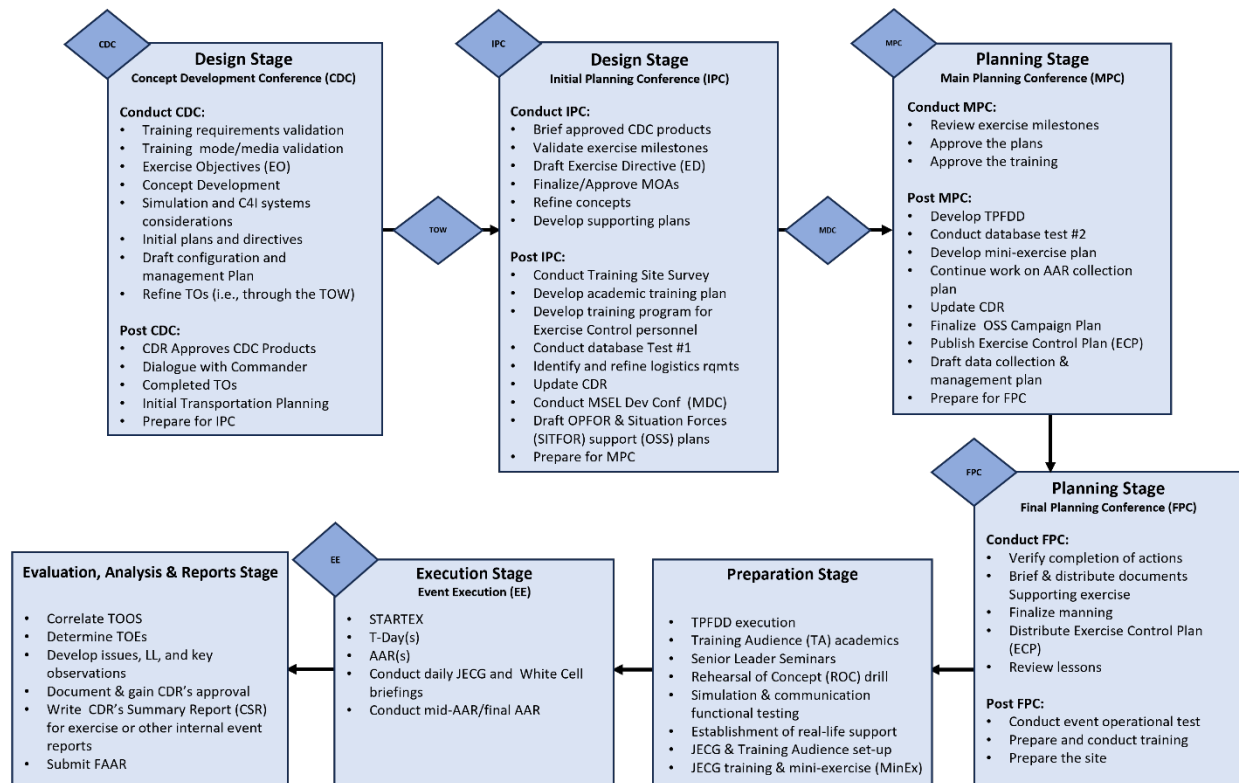 CDC
Design Stage
Concept Development Conference (CDC)
Conduct CDC:
• Training requirements validation
• Training mode/media validation
• Exercise Objectives (EO)
• Concept Development
• Simulation and C4I systems
considerations
• Initial plans and directives
• Draft configuration and
management Plan
• Refine TOs (i.e., through the TOW)
Post CDC:
• CDR Approves CDC Products
• Dialogue with Commander
• Completed TOs
• Initial Transportation Planning
• Prepare for IPC
TOW
IPC
Design Stage
Initial Planning Conference (IPC)
Conduct IPC:
• Brief approved CDC products
• Validate exercise milestones
• Draft Exercise Directive (ED)
• Finalize/Approve MOAs
• Refine concepts
• Develop supporting plans
Post IPC:
• Conduct Training Site Survey
• Develop academic training plan
• Develop training program for
Exercise Control personnel
• Conduct database Test #1
• Identify and refine logistics rqmts
• Update CDR
• Conduct MSEL Dev Conf (MDC)
• Draft OPFOR & Situation Forces
(SITFOR) support (OSS) plans
• Prepare for MPC
MDC
MPC
Planning Stage
Main Planning Conference (MPC)
Conduct MPC:
• Review exercise milestones
• Approve the plans
• Approve the training
Post MPC:
• Develop TPFDD
• Conduct database test #2
• Develop mini-exercise plan
• Continue work on AAR collection
plan
• Update CDR
• Finalize OSS Campaign Plan
• Publish Exercise Control Plan (ECP)
• Draft data collection &
management plan
• Prepare for FPC
FPC
Planning Stage
Final Planning Conference (FPC)
Conduct FPC:
• Verify completion of actions
• Brief & distribute documents
Supporting exercise
• Finalize manning
• Distribute Exercise Control Plan
(ECP)
• Review lessons
Post FPC:
• Conduct event operational test
• Prepare and conduct training
• Prepare the site
Preparation Stage
• TPFDD execution
• Training Audience (TA) academics
• Senior Leader Seminars
• Rehearsal of Concept (ROC) drill
• Simulation & communication
functional testing
• Establishment of real-life support
• JECG & Training Audience set-up
• JECG training & mini-exercise (MinEx)
EE
Execution Stage
Event Execution (EE)
• STARTEX
• T-Day(s)
• AAR(s)
• Conduct daily JECG and White Cell
briefings
• Conduct mid-AAR/final AAR
Evaluation, Analysis & Reports Stage
• Correlate TOOS
• Determine TOEs
• Develop issues, LL, and key
observations
• Document & gain CDR's approval
• Write CDR's Summary Report (CSR)
for exercise or other internal event
reports
• Submit FAAR